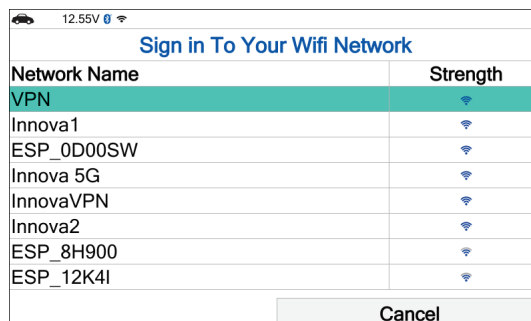 12.55V
Sign in To Your Wifi Network
Network Name Strength
VPN
Innova1
ESP_0D00SW
Innova 5G
InnovaVPN
Innova2
ESP_8H900
ESP_12K4I
Cancel